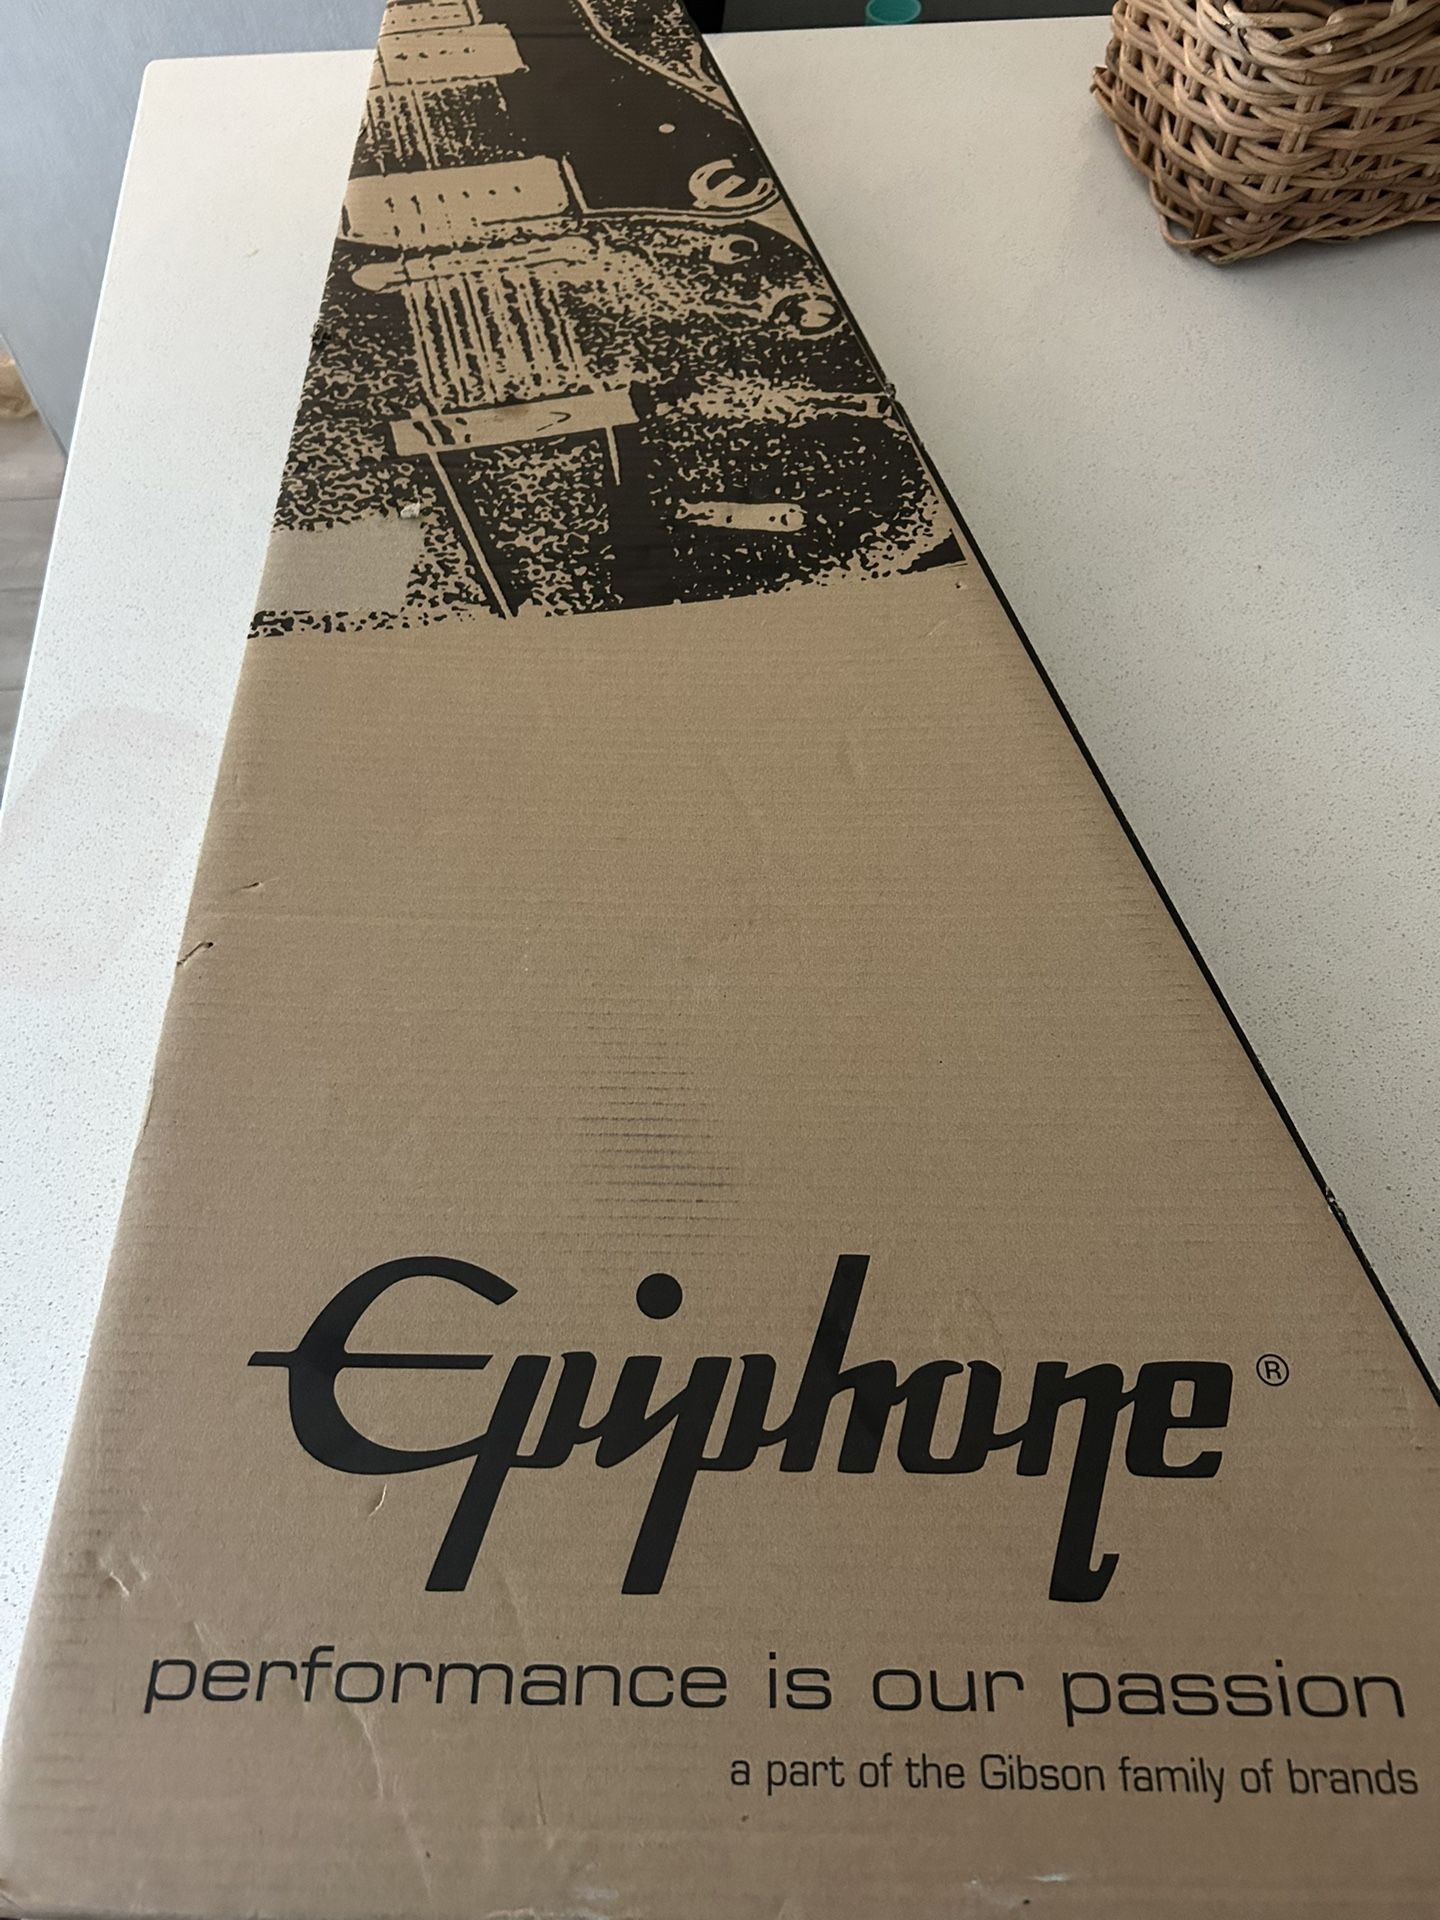 Epiphone®
performance is our passion
a part of the Gibson family of brands